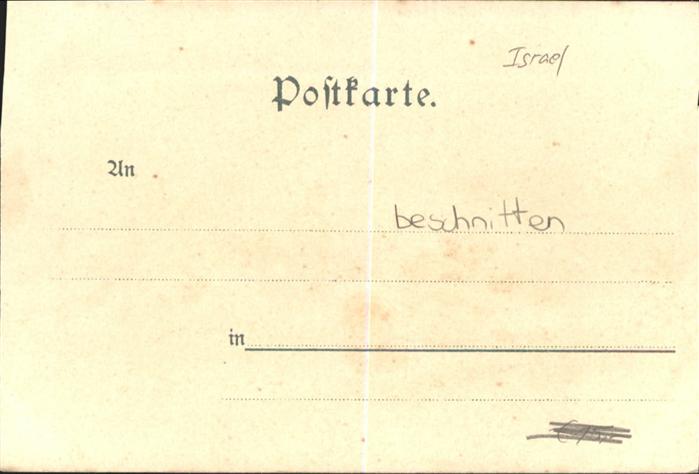 Israel
Postkarte.
An
beschnitten
in